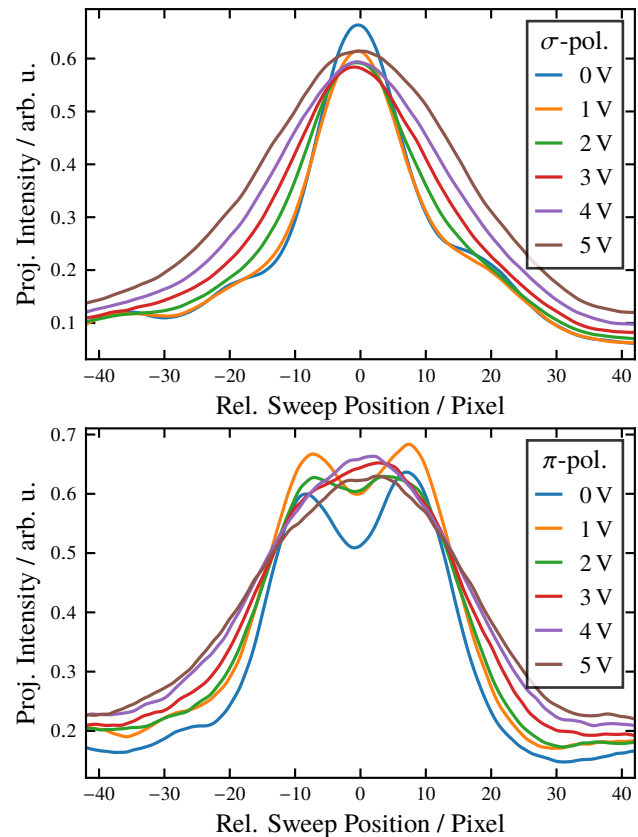 Proj. Intensity / arb. u.
0.6
0.5
0.4
0.3
0.2
0.1
σ-pol.
0 V
1 V
2 V
3 V
4 V
5 V
−40 −30 −20 −10 0 10 20 30 40
Rel. Sweep Position / Pixel
Proj. Intensity / arb. u.
0.7
0.6
0.5
0.4
0.3
0.2
π-pol.
0 V
1 V
2 V
3 V
4 V
5 V
−40 −30 −20 −10 0 10 20 30 40
Rel. Sweep Position / Pixel